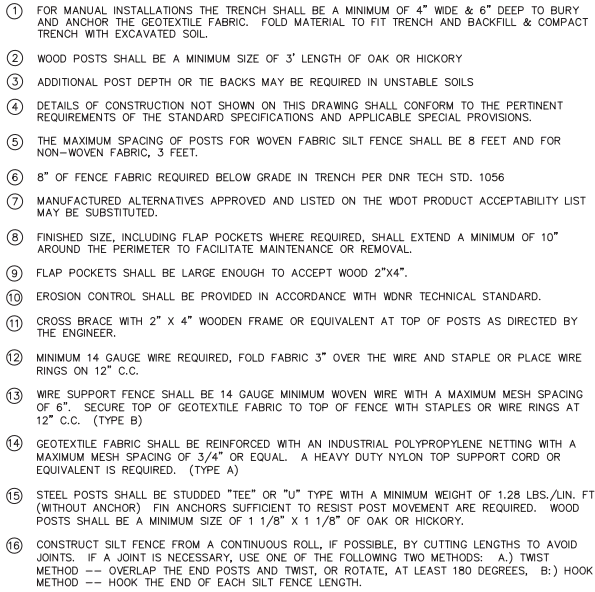 1 FOR MANUAL INSTALLATIONS THE TRENCH SHALL BE A MINIMUM OF 4" WIDE & 6" DEEP TO BURY
AND ANCHOR THE GEOTEXTILE FABRIC. FOLD MATERIAL TO FIT TRENCH AND BACKFILL & COMPACT
TRENCH WITH EXCAVATED SOIL.
2 WOOD POSTS SHALL BE A MINIMUM SIZE OF 3' LENGTH OF OAK OR HICKORY
3 ADDITIONAL POST DEPTH OR TIE BACKS MAY BE REQUIRED IN UNSTABLE SOILS
4 DETAILS OF CONSTRUCTION NOT SHOWN ON THIS DRAWING SHALL CONFORM TO THE PERTINENT
REQUIREMENTS OF THE STANDARD SPECIFICATIONS AND APPLICABLE SPECIAL PROVISIONS.
5 THE MAXIMUM SPACING OF POSTS FOR WOVEN FABRIC SILT FENCE SHALL BE 8 FEET AND FOR
NON-WOVEN FABRIC, 3 FEET.
6 8" OF FENCE FABRIC REQUIRED BELOW GRADE IN TRENCH PER DNR TECH STD. 1056
7 MANUFACTURED ALTERNATIVES APPROVED AND LISTED ON THE WDOT PRODUCT ACCEPTABILITY LIST
MAY BE SUBSTITUTED.
8 FINISHED SIZE, INCLUDING FLAP POCKETS WHERE REQUIRED, SHALL EXTEND A MINIMUM OF 10"
AROUND THE PERIMETER TO FACILITATE MAINTENANCE OR REMOVAL.
9 FLAP POCKETS SHALL BE LARGE ENOUGH TO ACCEPT WOOD 2"X4".
10 EROSION CONTROL SHALL BE PROVIDED IN ACCORDANCE WITH WDNR TECHNICAL STANDARD.
11 CROSS BRACE WITH 2" X 4" WOODEN FRAME OR EQUIVALENT AT TOP OF POSTS AS DIRECTED BY
THE ENGINEER.
12 MINIMUM 14 GAUGE WIRE REQUIRED, FOLD FABRIC 3" OVER THE WIRE AND STAPLE OR PLACE WIRE
RINGS ON 12" C.C.
13 WIRE SUPPORT FENCE SHALL BE 14 GAUGE MINIMUM WOVEN WIRE WITH A MAXIMUM MESH SPACING
OF 6". SECURE TOP OF GEOTEXTILE FABRIC TO TOP OF FENCE WITH STAPLES OR WIRE RINGS AT
12" C.C. (TYPE B)
14 GEOTEXTILE FABRIC SHALL BE REINFORCED WITH AN INDUSTRIAL POLYPROPYLENE NETTING WITH A
MAXIMUM MESH SPACING OF 3/4" OR EQUAL. A HEAVY DUTY NYLON TOP SUPPORT CORD OR
EQUIVALENT IS REQUIRED. (TYPE A)
15 STEEL POSTS SHALL BE STUDDED "TEE" OR "U" TYPE WITH A MINIMUM WEIGHT OF 1.28 LBS./LIN. FT
(WITHOUT ANCHOR) FIN ANCHORS SUFFICIENT TO RESIST POST MOVEMENT ARE REQUIRED. WOOD
POSTS SHALL BE A MINIMUM SIZE OF 1 1/8" X 1 1/8" OF OAK OR HICKORY.
16 CONSTRUCT SILT FENCE FROM A CONTINUOUS ROLL, IF POSSIBLE, BY CUTTING LENGTHS TO AVOID
JOINTS. IF A JOINT IS NECESSARY, USE ONE OF THE FOLLOWING TWO METHODS: A.) TWIST
METHOD -- OVERLAP THE END POSTS AND TWIST, OR ROTATE, AT LEAST 180 DEGREES, B:) HOOK
METHOD -- HOOK THE END OF EACH SILT FENCE LENGTH.